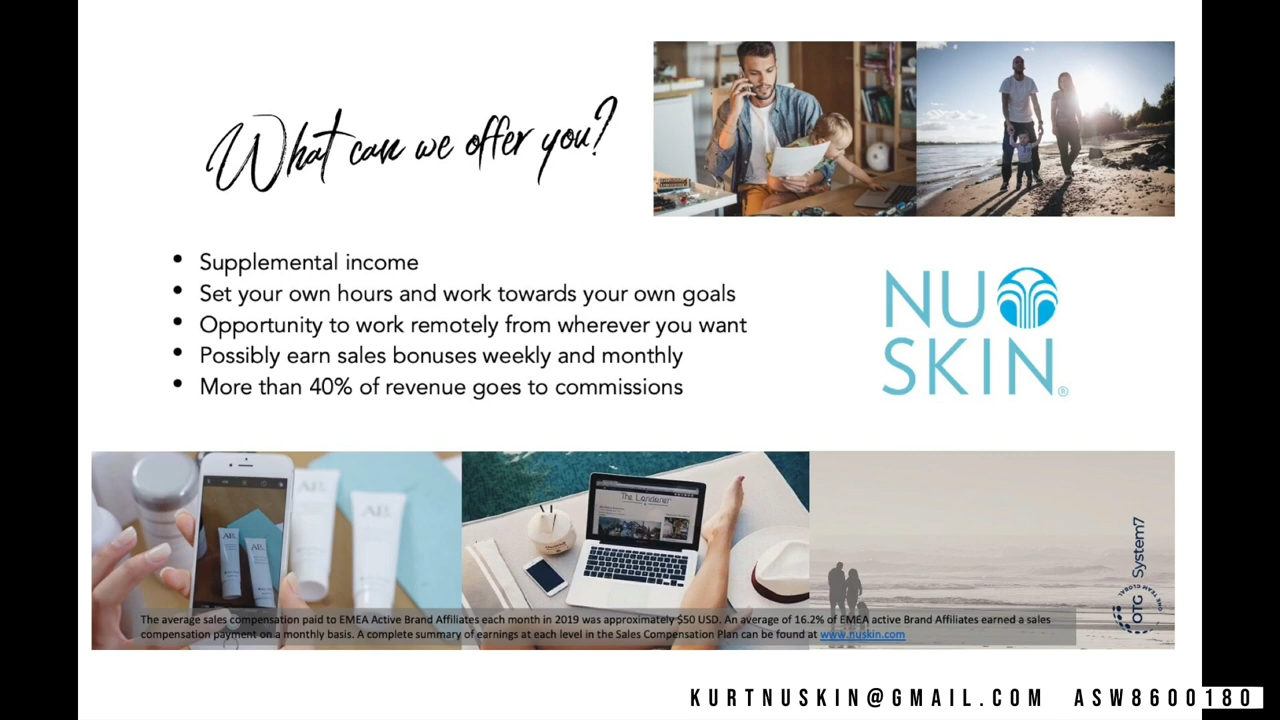 What can we offer you?
• Supplemental income
• Set your own hours and work towards your own goals
• Opportunity to work remotely from wherever you want
• Possibly earn sales bonuses weekly and monthly
• More than 40% of revenue goes to commissions
NU
SKIN®
The Londener
System7
OTG
ONE TEAM GLOBAL
The average sales compensation paid to EMEA Active Brand Affiliates each month in 2019 was approximately $50 USD. An average of 16.2% of EMEA active Brand Affiliates earned a sales
compensation payment on a monthly basis. A complete summary of earnings at each level in the Sales Compensation Plan can be found at www.nuskin.com
KURTNUSKIN@GMAIL.COM ASW8600180